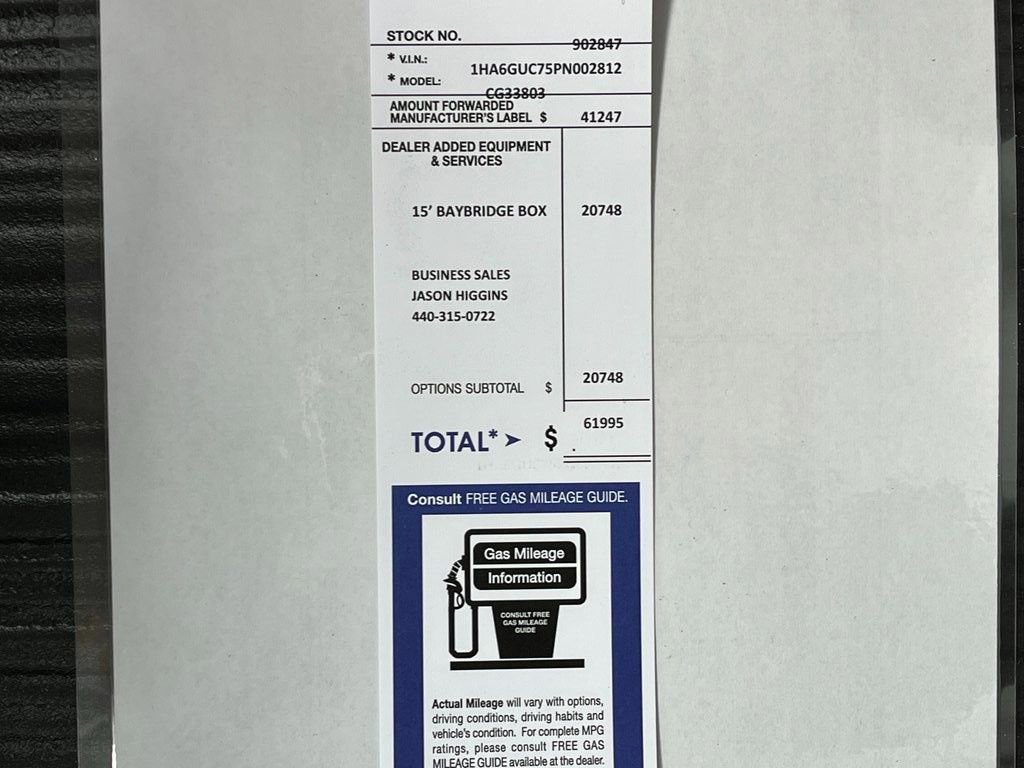 STOCK NO. 902847
* V.I.N.: 1HA6GUC75PN002812
* MODEL: CG33803
AMOUNT FORWARDED
MANUFACTURER'S LABEL $ 41247
DEALER ADDED EQUIPMENT
& SERVICES
15' BAYBRIDGE BOX 20748
BUSINESS SALES
JASON HIGGINS
440-315-0722
OPTIONS SUBTOTAL $ 20748
TOTAL* ➤ $ 61995
Consult FREE GAS MILEAGE GUIDE.
Gas Mileage
Information
CONSULT FREE
GAS MILEAGE
GUIDE
Actual Mileage will vary with options,
driving conditions, driving habits and
vehicle's condition. For complete MPG
ratings, please consult FREE GAS
MILEAGE GUIDE available at the dealer.